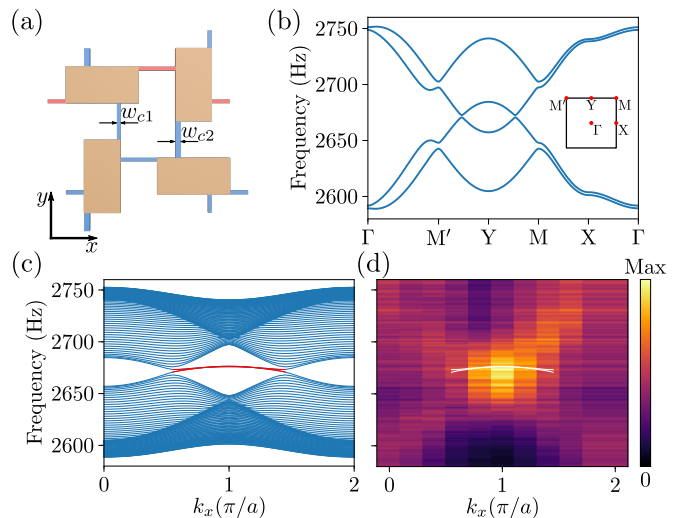 (a)
w_{c1}
w_{c2}
y
x
(b)
Frequency (Hz)
2750
2700
2650
2600
M′ Y M
Γ X
Γ M′ Y M X Γ
(c)
Frequency (Hz)
2750
2700
2650
2600
0 1 2
k_x(π/a)
(d)
0 1 2
k_x(π/a)
Max
0